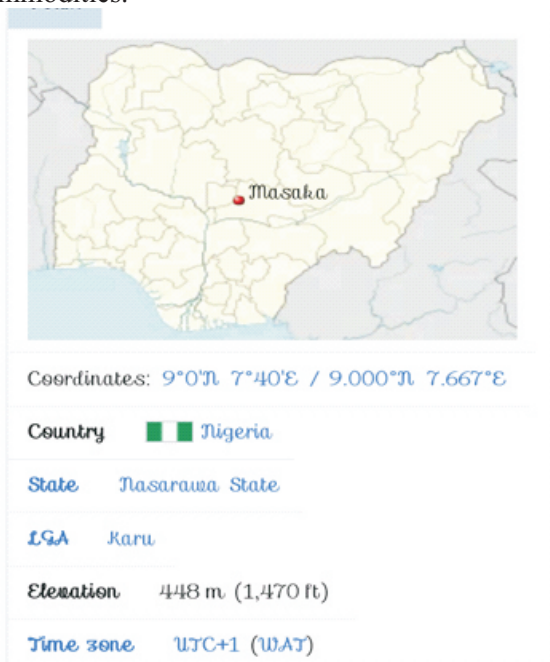 mmodities.
Masaka
Coordinates: 9°0'N 7°40'E / 9.000°N 7.667°E
Country Nigeria
State Nasarawa State
LGA Karu
Elevation 448 m (1,470 ft)
Time zone UTC+1 (WAT)